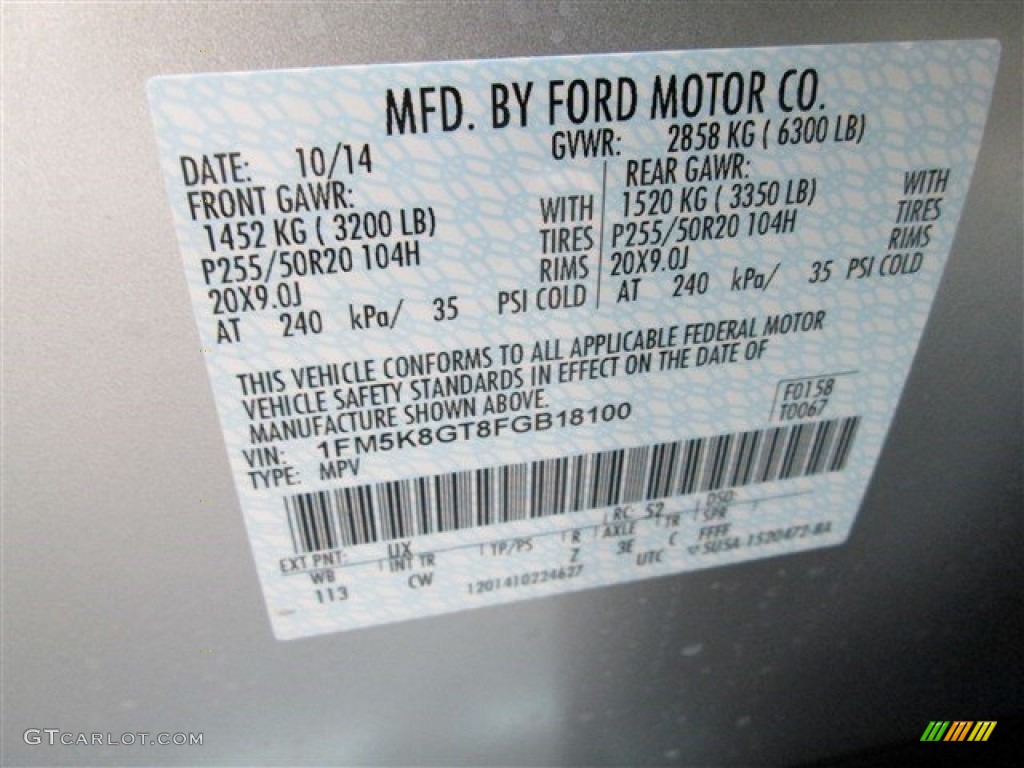 MFD. BY FORD MOTOR CO.
DATE: 10/14 GVWR: 2858 KG ( 6300 LB)
FRONT GAWR: REAR GAWR:
1452 KG ( 3200 LB) WITH 1520 KG ( 3350 LB) WITH
P255/50R20 104H TIRES P255/50R20 104H TIRES
20X9.0J RIMS 20X9.0J RIMS
AT 240 kPa/ 35 PSI COLD AT 240 kPa/ 35 PSI COLD
THIS VEHICLE CONFORMS TO ALL APPLICABLE FEDERAL MOTOR
VEHICLE SAFETY STANDARDS IN EFFECT ON THE DATE OF
MANUFACTURE SHOWN ABOVE.
F0158
VIN: 1FM5K8GT8FGB18100 T0067
TYPE: MPV
EXT PNT: UX RC: 52 DSO:
WB INT TR TP/PS R AXLE TR SPR
113 CW Z 3E C FFFF
1201410224627 UTC
GTCARLOT.COM